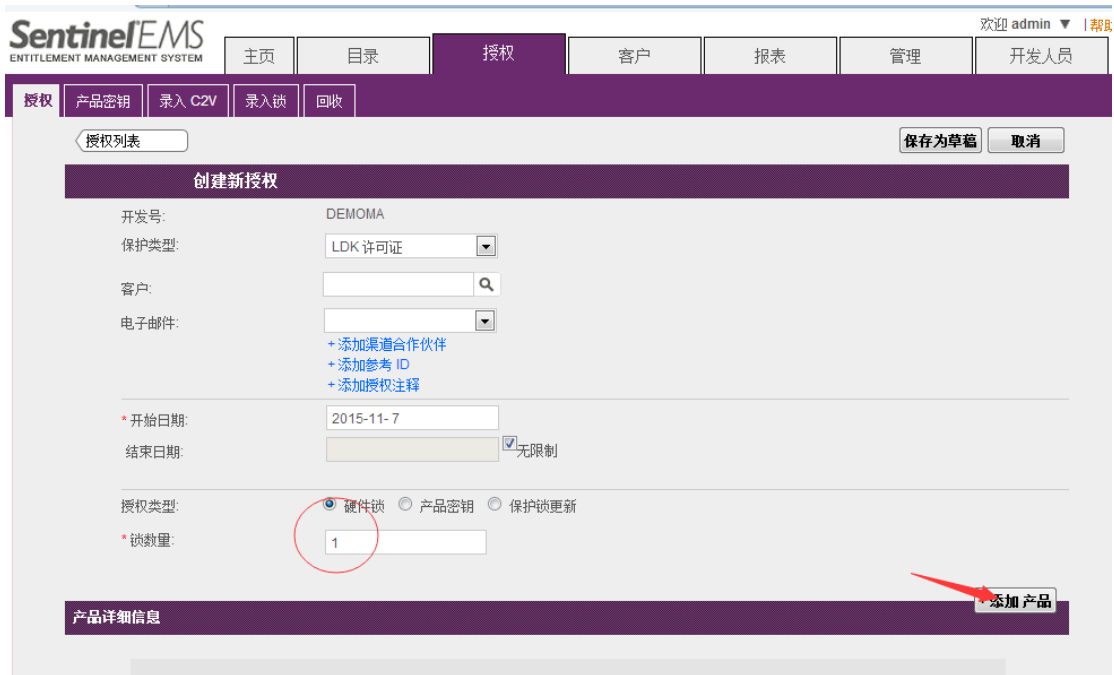 Sentinel EMS
ENTITLEMENT MANAGEMENT SYSTEM
欢迎 admin ▼ | 帮助
主页 目录 授权 客户 报表 管理 开发人员
授权 产品密钥 录入 C2V 录入锁 回收
授权列表 保存为草稿 取消
创建新授权
开发号: DEMOMA
保护类型: LDK 许可证
客户:
电子邮件:
+ 添加渠道合作伙伴
+ 添加参考 ID
+ 添加授权注释
* 开始日期: 2015-11- 7
结束日期: 无限制
授权类型: 硬件锁 产品密钥 保护锁更新
* 锁数量: 1
添加 产品
产品详细信息